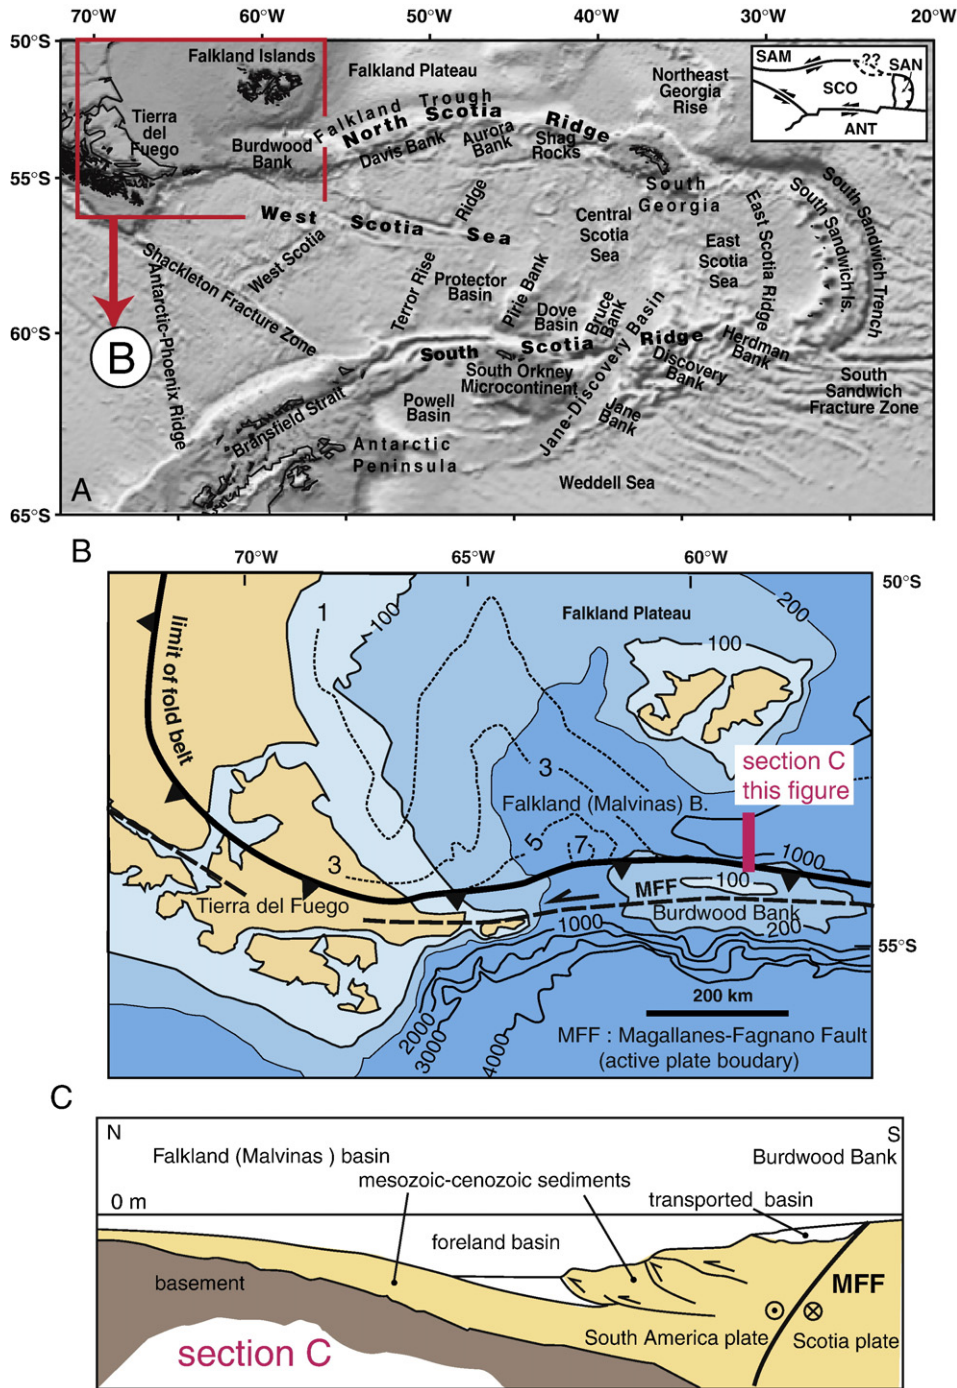 70°W 60°W 50°W 40°W 30°W 20°W
50°S
Falkland Islands
Falkland Plateau
Northeast
Georgia
Rise
SAM
??
SAN
SCO
ANT
Tierra
del
Fuego
Burdwood
Bank
Falkland Trough
North Scotia Ridge
Davis Bank
Aurora
Bank
Shag
Rocks
55°S
South
Georgia
West Scotia Sea
West Scotia Ridge
Central
Scotia
Sea
East
Scotia
Sea
East Scotia Ridge
South Sandwich Is.
South Sandwich Trench
Shackleton Fracture Zone
Antarctic-Phoenix Ridge
Terror Rise
Protector
Basin
Pirie Bank
Dove
Basin
Bruce
Bank
B
60°S
South Scotia Ridge
Jane-Discovery Basin
Discovery
Bank
Herdman
Bank
South Orkney
Microcontinent
South
Sandwich
Fracture Zone
Powell
Basin
Jane
Bank
Bransfield Strait
Antarctic
Peninsula
Weddell Sea
A
65°S
B
70°W 65°W 60°W
50°S
limit of fold belt
1
100
Falkland Plateau
200
100
section C
this figure
3
Falkland (Malvinas) B.
5
7
3
1000
MFF
100
Tierra del Fuego
Burdwood Bank
200
1000
55°S
2000
3000
4000
200 km
MFF : Magallanes-Fagnano Fault
(active plate boudary)
C
N
S
Falkland (Malvinas ) basin
Burdwood Bank
mesozoic-cenozoic sediments
transported basin
0 m
foreland basin
basement
MFF
South America plate
Scotia plate
section C